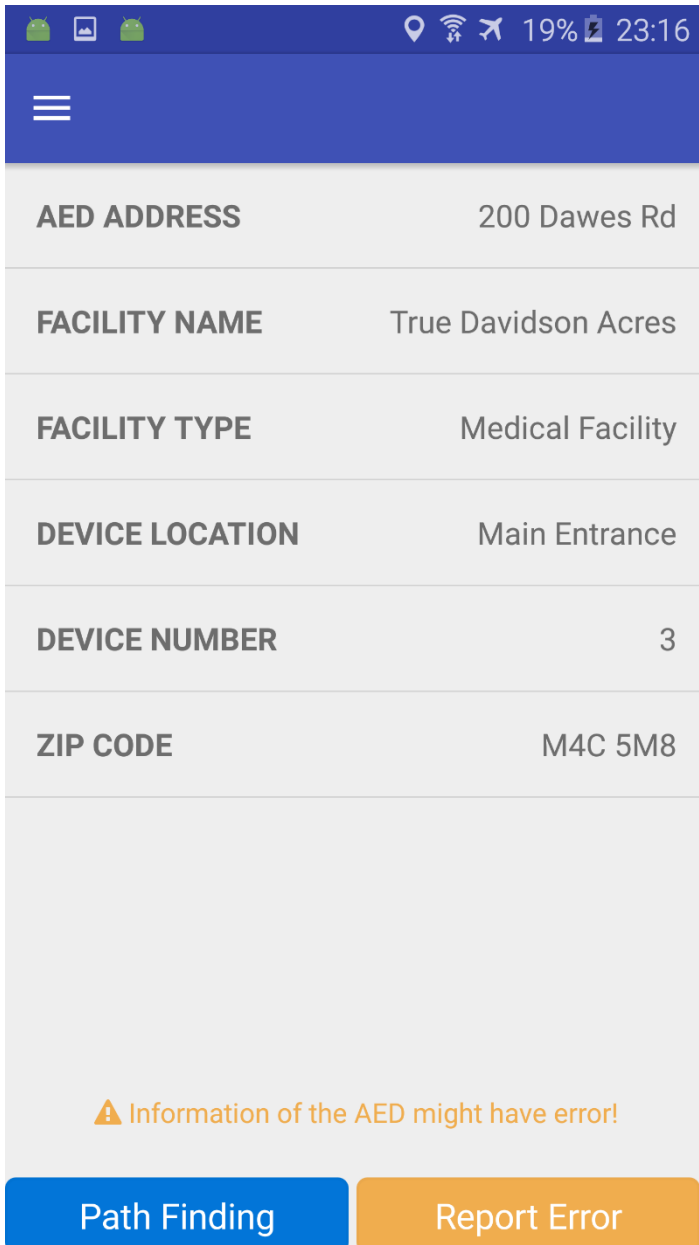 19% 23:16
AED ADDRESS 200 Dawes Rd
FACILITY NAME True Davidson Acres
FACILITY TYPE Medical Facility
DEVICE LOCATION Main Entrance
DEVICE NUMBER 3
ZIP CODE M4C 5M8
Information of the AED might have error!
Path Finding Report Error